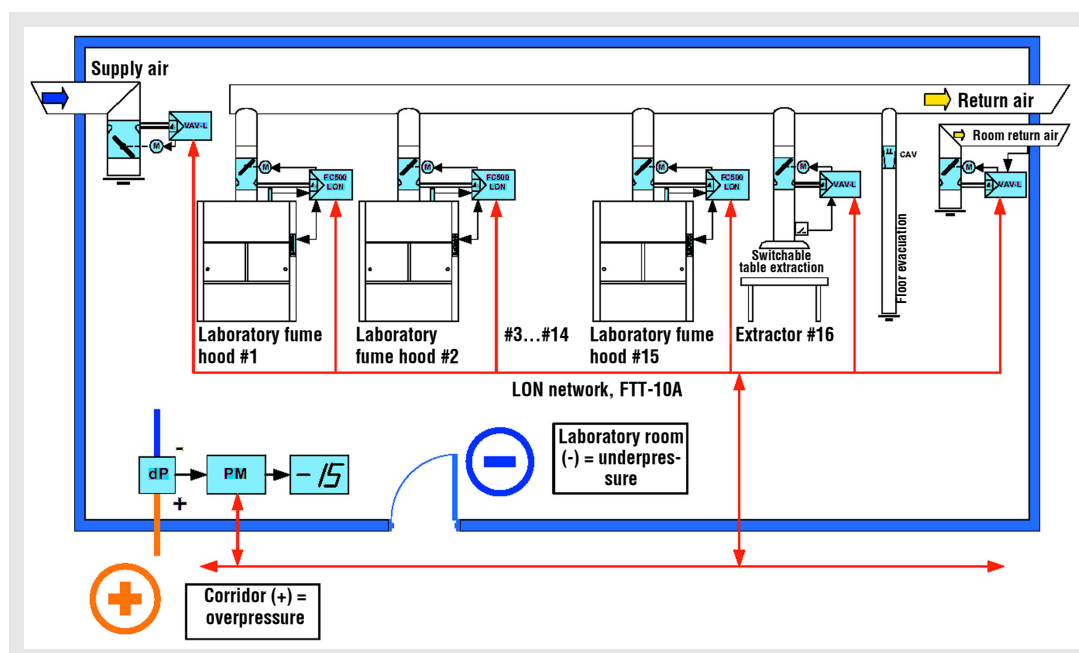 Supply air
VAV-L
M
Return air
Room return air
CAV
M
FC500
LON
M
FC500
LON
M
FC500
LON
M
VAV-L
M
VAV-L
Switchable
table extraction
Floor evacuation
Laboratory fume
hood #1
Laboratory
fume hood #2
#3...#14
Laboratory fume
hood #15
Extractor #16
LON network, FTT-10A
-
dP
+
PM
-15
Laboratory room
(-) = underpres-
sure
Corridor (+) =
overpressure